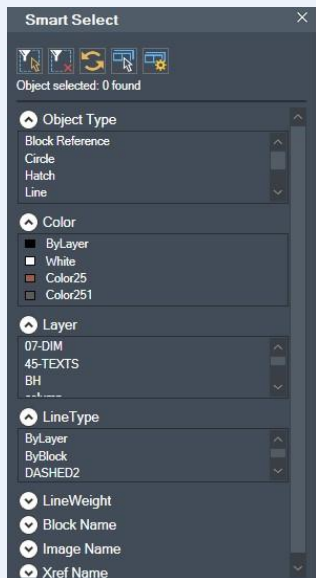 Smart Select
Object selected: 0 found
Object Type
Block Reference
Circle
Hatch
Line
Color
ByLayer
White
Color25
Color251
Layer
07-DIM
45-TEXTS
BH
LineType
ByLayer
ByBlock
DASHED2
LineWeight
Block Name
Image Name
Xref Name